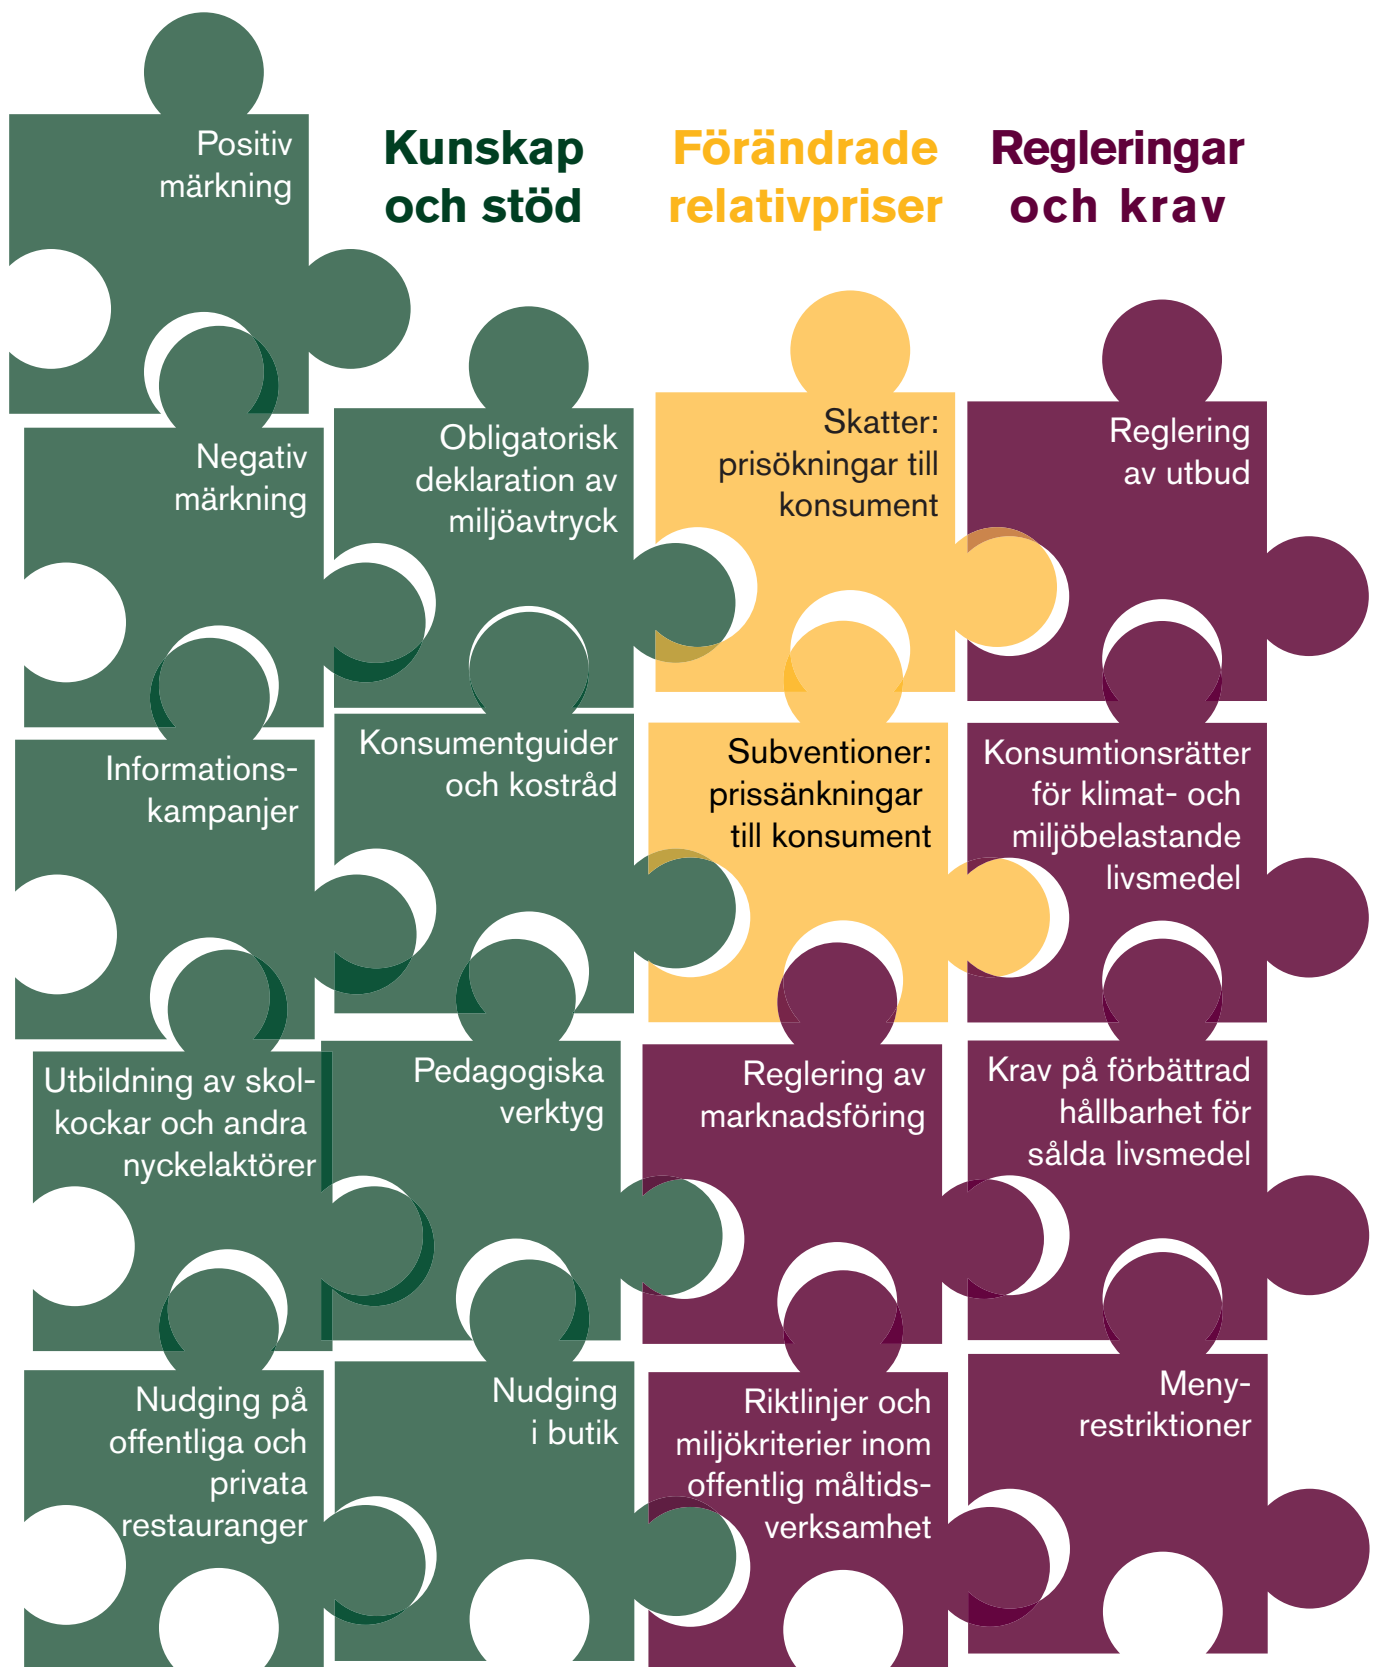 Positiv
märkning
Kunskap
och stöd
Förändrade
relativpriser
Regleringar
och krav
Negativ
märkning
Obligatorisk
deklaration av
miljöavtryck
Skatter:
prisökningar till
konsument
Reglering
av utbud
Informations-
kampanjer
Konsumentguider
och kostråd
Subventioner:
prissänkningar
till konsument
Konsumtionsrätter
för klimat- och
miljöbelastande
livsmedel
Utbildning av skol-
kockar och andra
nyckelaktörer
Pedagogiska
verktyg
Reglering av
marknadsföring
Krav på förbättrad
hållbarhet för
sålda livsmedel
Nudging på
offentliga och
privata
restauranger
Nudging
i butik
Riktlinjer och
miljökriterier inom
offentlig måltids-
verksamhet
Meny-
restriktioner